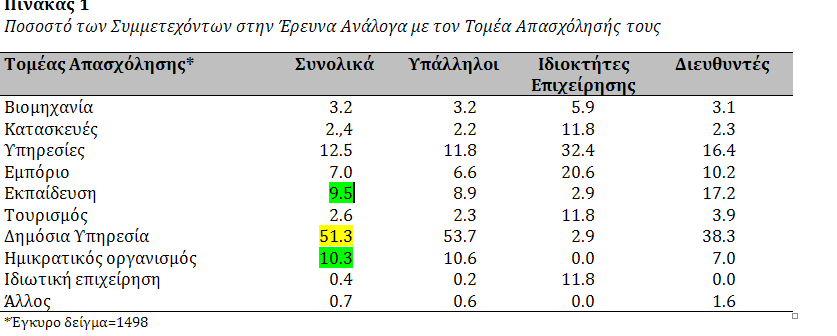 Πίνακας 1
Ποσοστό των Συμμετεχόντων στην Έρευνα Ανάλογα με τον Τομέα Απασχόλησής τους
Τομέας Απασχόλησης* Συνολικά Υπάλληλοι Ιδιοκτήτες Επιχείρησης Διευθυντές
Βιομηχανία 3.2 3.2 5.9 3.1
Κατασκευές 2.,4 2.2 11.8 2.3
Υπηρεσίες 12.5 11.8 32.4 16.4
Εμπόριο 7.0 6.6 20.6 10.2
Εκπαίδευση 9.5 8.9 2.9 17.2
Τουρισμός 2.6 2.3 11.8 3.9
Δημόσια Υπηρεσία 51.3 53.7 2.9 38.3
Ημικρατικός οργανισμός 10.3 10.6 0.0 7.0
Ιδιωτική επιχείρηση 0.4 0.2 11.8 0.0
Άλλος 0.7 0.6 0.0 1.6
*Έγκυρο δείγμα=1498